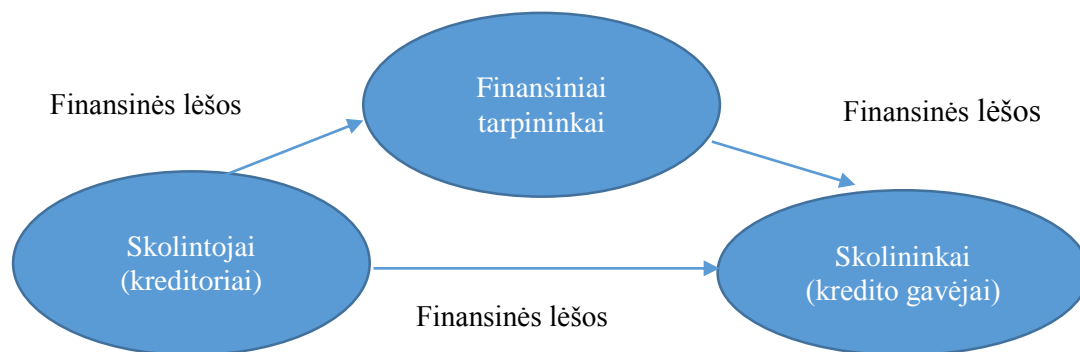 Finansinės lėšos
Finansiniai
tarpininkai
Finansinės lėšos
Skolintojai
(kreditoriai)
Skolininkai
(kredito gavėjai)
Finansinės lėšos